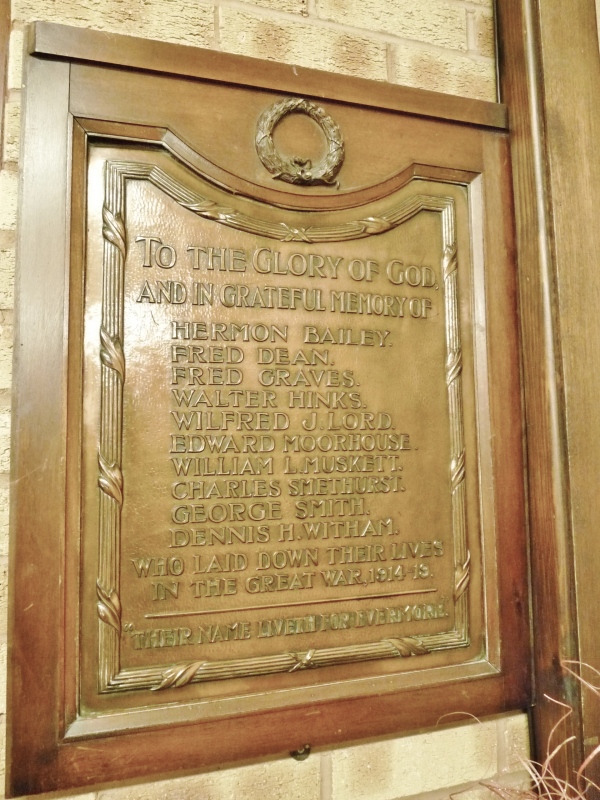 TO THE GLORY OF GOD,
AND IN GRATEFUL MEMORY OF
HERMON BAILEY.
FRED DEAN.
FRED GRAVES.
WALTER HINKS.
WILFRED J. LORD.
EDWARD MOORHOUSE.
WILLIAM L. MUSKETT.
CHARLES SMETHURST.
GEORGE SMITH.
DENNIS H. WITHAM.
WHO LAID DOWN THEIR LIVES
IN THE GREAT WAR, 1914-18.
"THEIR NAME LIVETH FOR EVERMORE."